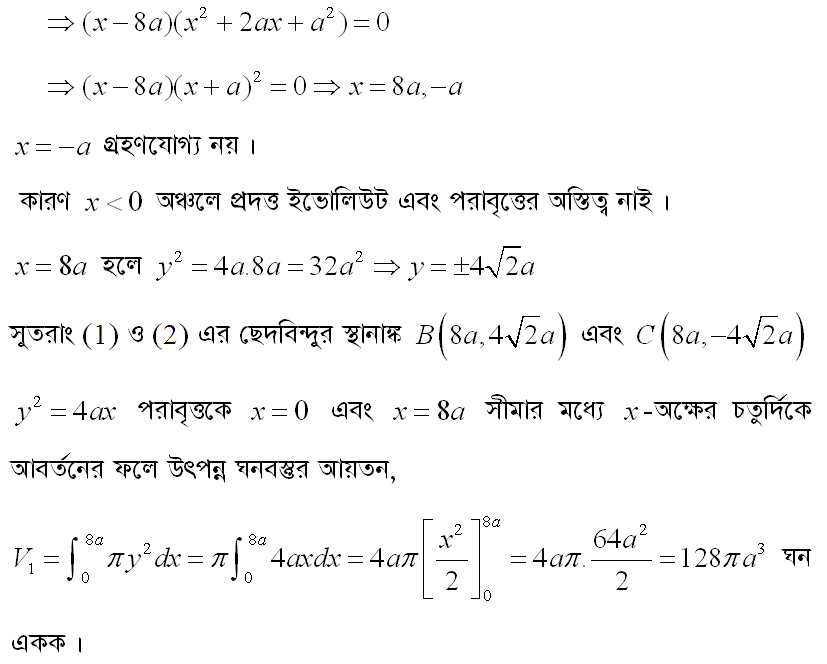 ⇒(x−8a)(x²+2ax+a²)=0
⇒(x−8a)(x+a)²=0⇒x=8a,−a
x=−a গ্রহণযোগ্য নয় ।
কারণ x<0 অঞ্চলে প্রদত্ত ইভোলিউট এবং পরাবৃত্তের অস্তিত্ব নাই ।
x=8a হলে y²=4a.8a=32a²⇒y=±4√2a
সুতরাং (1) ও (2) এর ছেদবিন্দুর স্থানাঙ্ক B(8a,4√2a) এবং C(8a,−4√2a)
y²=4ax পরাবৃত্তকে x=0 এবং x=8a সীমার মধ্যে x-অক্ষের চতুর্দিকে
আবর্তনের ফলে উৎপন্ন ঘনবস্তুর আয়তন,
V₁=∫₀^{8a}πy²dx=π∫₀^{8a}4axdx=4aπ[x²/2]₀^{8a}=4aπ.64a²/2=128πa³ ঘন
একক ।